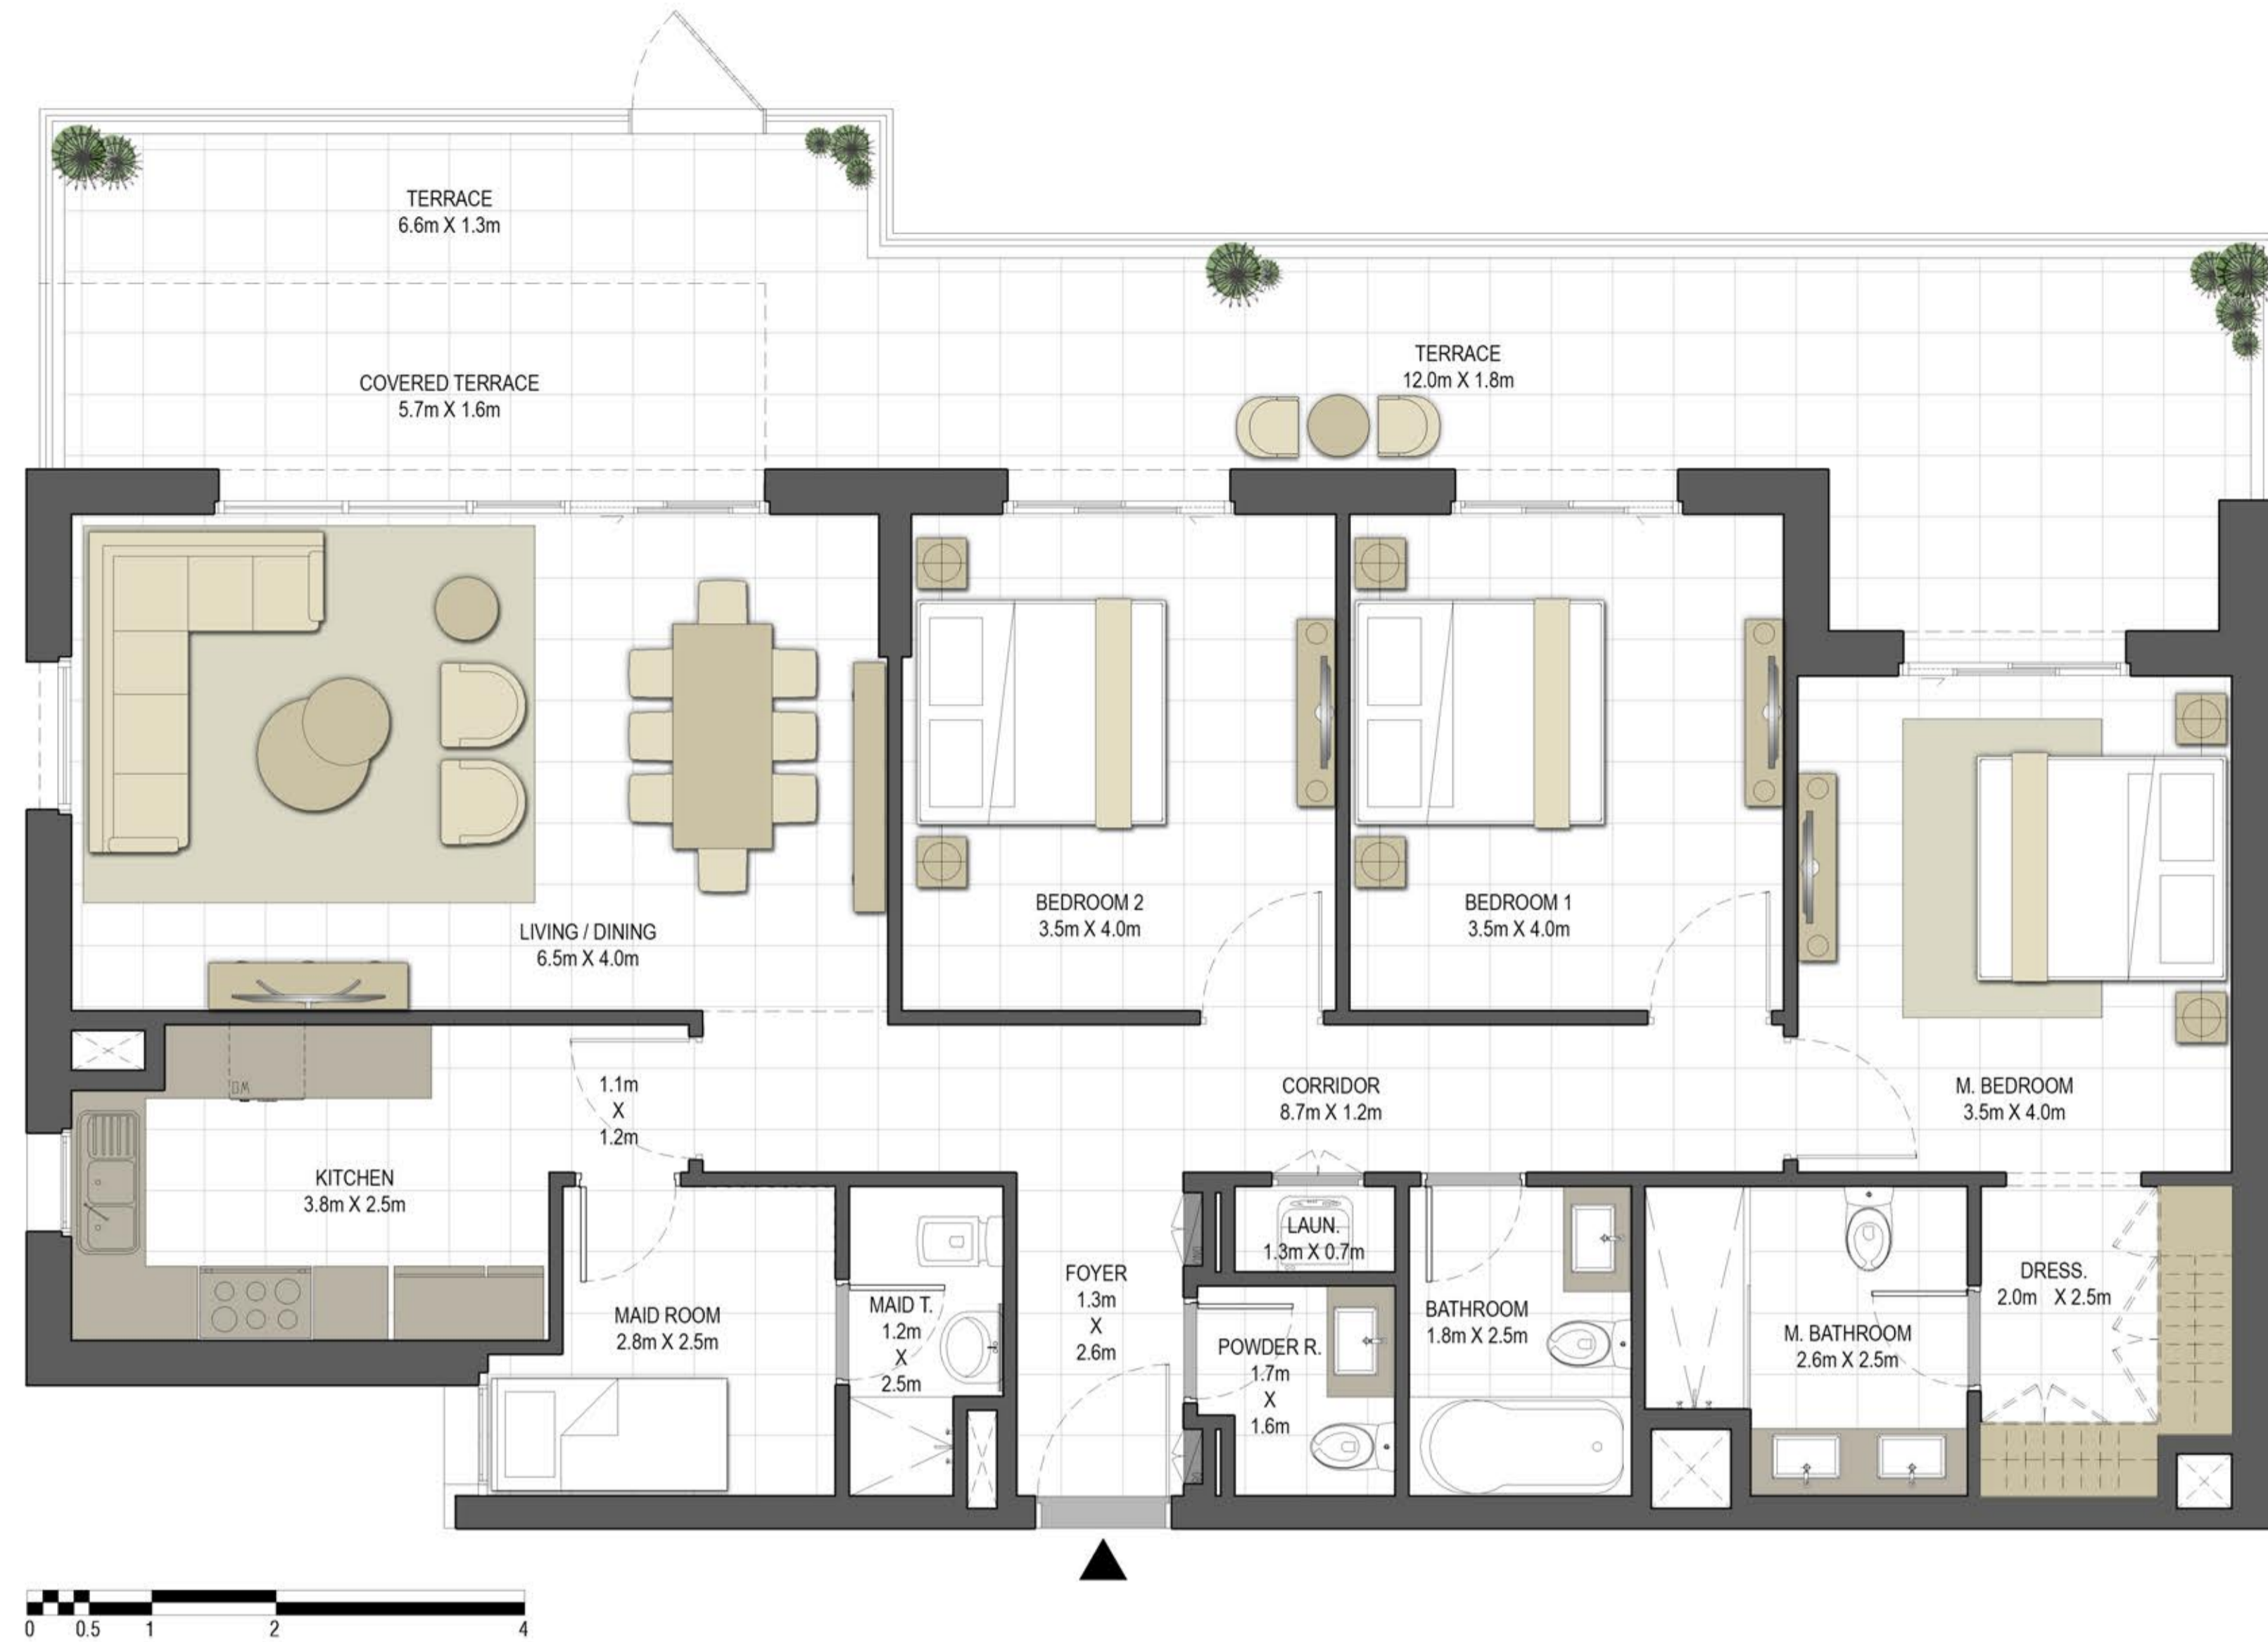 TERRACE
6.6m X 1.3m
COVERED TERRACE
5.7m X 1.6m
TERRACE
12.0m X 1.8m
LIVING / DINING
6.5m X 4.0m
BEDROOM 2
3.5m X 4.0m
BEDROOM 1
3.5m X 4.0m
M. BEDROOM
3.5m X 4.0m
1.1m
X
1.2m
CORRIDOR
8.7m X 1.2m
KITCHEN
3.8m X 2.5m
MAID ROOM
2.8m X 2.5m
MAID T.
1.2m
X
2.5m
FOYER
1.3m
X
2.6m
LAUN.
1.3m X 0.7m
POWDER R.
1.7m
X
1.6m
BATHROOM
1.8m X 2.5m
M. BATHROOM
2.6m X 2.5m
DRESS.
2.0m X 2.5m
0 0.5 1 2 4